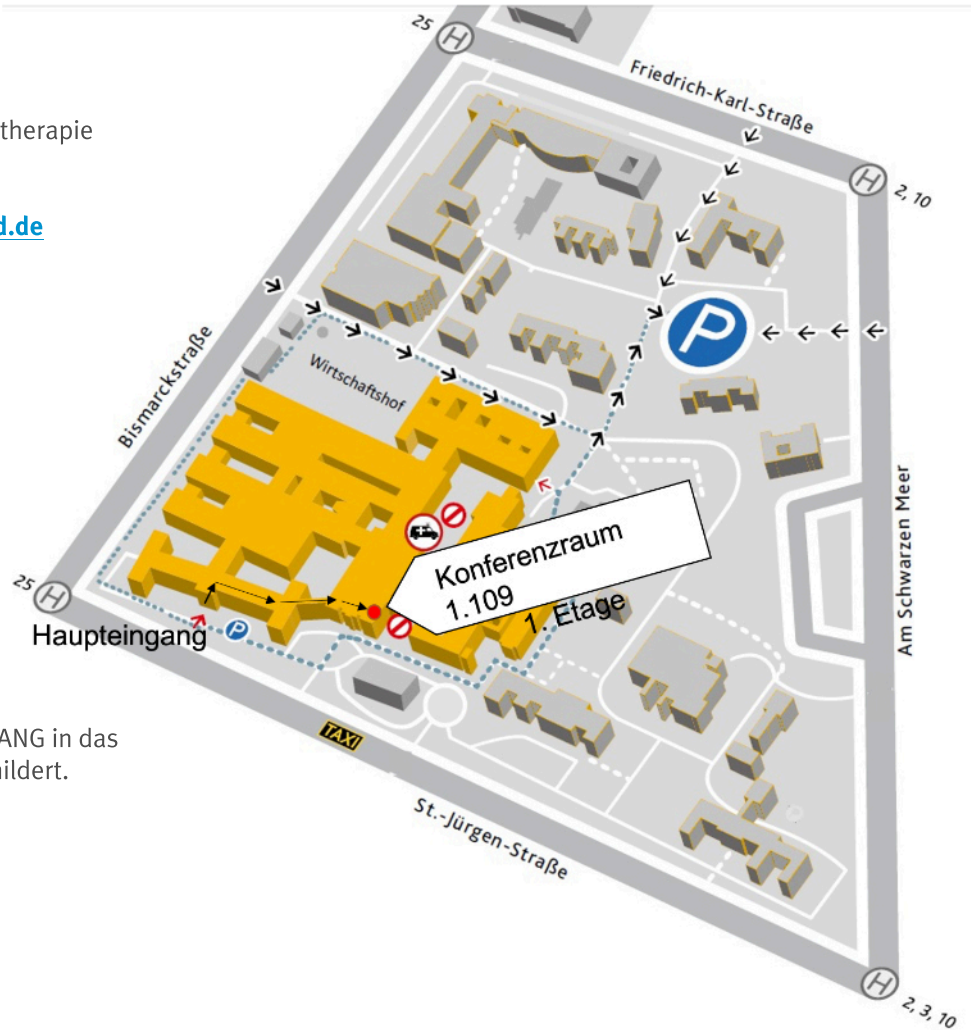 25
H
Friedrich-Karl-Straße
therapie
H
2, 10
d.de
P
Bismarckstraße
Wirtschaftshof
Am Schwarzen Meer
Konferenzraum
1.109
1. Etage
25
H
Haupteingang
P
TAXI
ANG in das
hildert.
St.-Jürgen-Straße
H
2, 3, 10